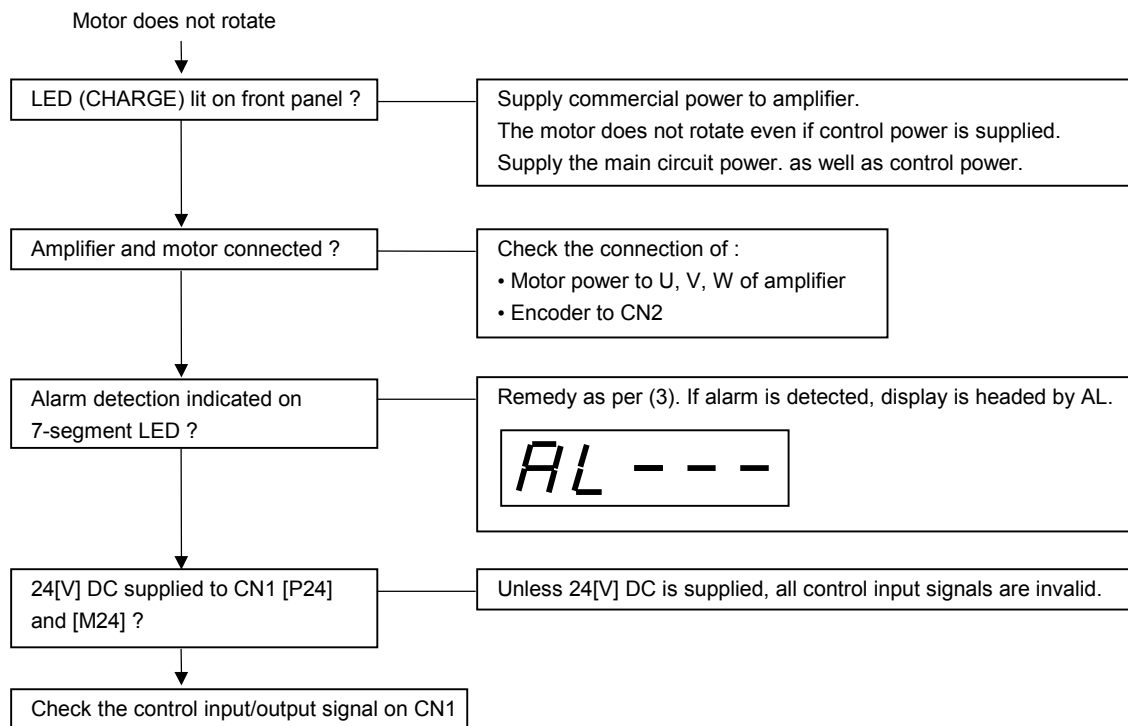 Motor does not rotate
LED (CHARGE) lit on front panel ?
Supply commercial power to amplifier.
The motor does not rotate even if control power is supplied.
Supply the main circuit power. as well as control power.
Amplifier and motor connected ?
Check the connection of :
• Motor power to U, V, W of amplifier
• Encoder to CN2
Alarm detection indicated on
7-segment LED ?
Remedy as per (3). If alarm is detected, display is headed by AL.
AL - - -
24[V] DC supplied to CN1 [P24]
and [M24] ?
Unless 24[V] DC is supplied, all control input signals are invalid.
Check the control input/output signal on CN1